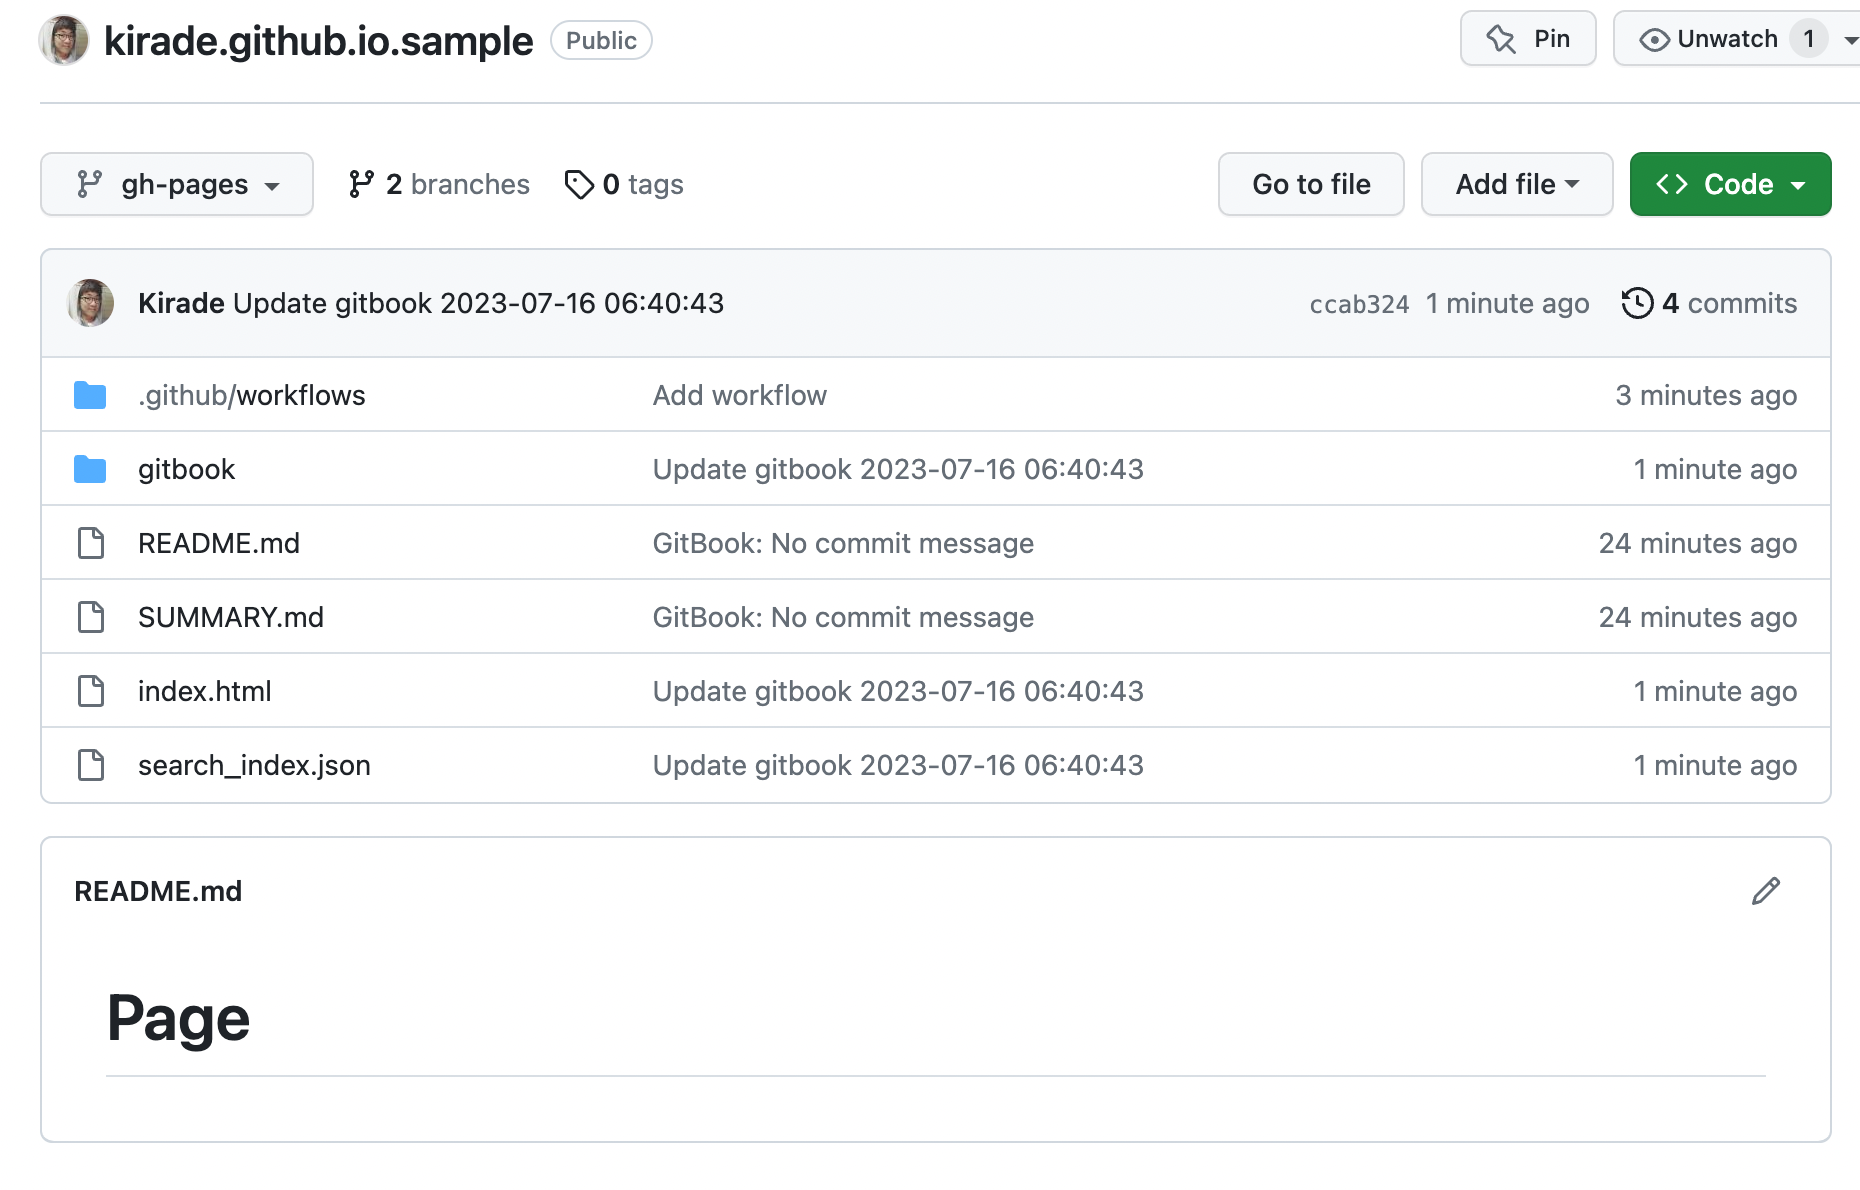 kirade.github.io.sample Public Pin Unwatch 1
gh-pages 2 branches 0 tags Go to file Add file Code
Kirade Update gitbook 2023-07-16 06:40:43 ccab324 1 minute ago 4 commits
.github/workflows Add workflow 3 minutes ago
gitbook Update gitbook 2023-07-16 06:40:43 1 minute ago
README.md GitBook: No commit message 24 minutes ago
SUMMARY.md GitBook: No commit message 24 minutes ago
index.html Update gitbook 2023-07-16 06:40:43 1 minute ago
search_index.json Update gitbook 2023-07-16 06:40:43 1 minute ago
README.md
Page